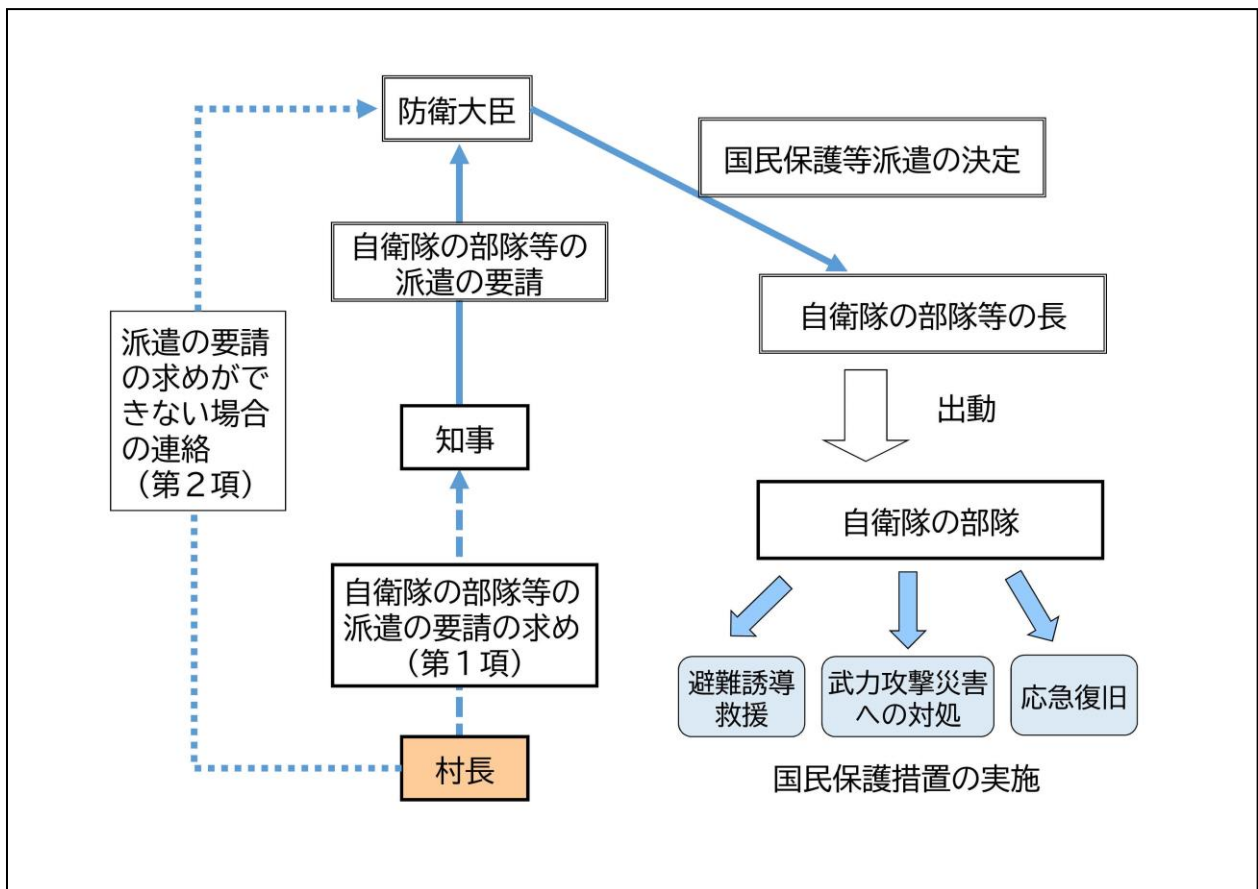 防衛大臣
国民保護等派遣の決定
自衛隊の部隊等の
派遣の要請
自衛隊の部隊等の長
派遣の要請
の求めがで
きない場合
の連絡
（第２項）
出動
知事
自衛隊の部隊
自衛隊の部隊等の
派遣の要請の求め
（第１項）
避難誘導
救援
武力攻撃災害
への対処
応急復旧
村長
国民保護措置の実施